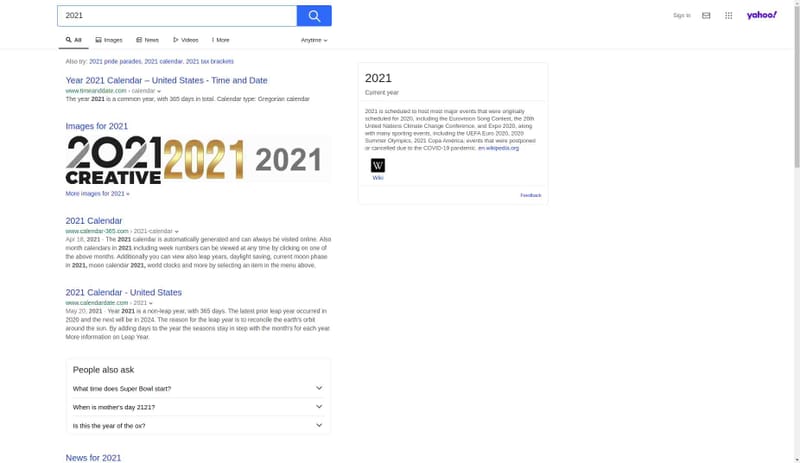 2021
Sign In
yahoo!
All
Images
News
Videos
More
Anytime
Also try: 2021 pride parades, 2021 calendar, 2021 tax brackets
Year 2021 Calendar – United States - Time and Date
www.timeanddate.com › calendar
The year 2021 is a common year, with 365 days in total. Calendar type: Gregorian calendar
Images for 2021
2021
CREATIVE
2021
2021
More images for 2021 »
2021 Calendar
www.calendar-365.com › 2021-calendar
Apr 18, 2021 · The 2021 calendar is automatically generated and can always be visited online. Also
month calendars in 2021 including week numbers can be viewed at any time by clicking on one of
the above months. Additionally you can view also leap years, daylight saving, current moon phase
in 2021, moon calendar 2021, world clocks and more by selecting an item in the menu above.
2021 Calendar - United States
www.calendardate.com › 2021
May 20, 2021 · Year 2021 is a non-leap year, with 365 days. The latest prior leap year occurred in
2020 and the next will be in 2024. The reason for the leap year is to reconcile the earth's orbit
around the sun. By adding days to the year the seasons stay in step with the month's for each year.
More information on Leap Year.
People also ask
What time does Super Bowl start?
When is mother's day 2121?
Is this the year of the ox?
News for 2021
2021
Current year
2021 is scheduled to host most major events that were originally
scheduled for 2020, including the Eurovision Song Contest, the 26th
United Nations Climate Change Conference, and Expo 2020, along
with many sporting events, including the UEFA Euro 2020, 2020
Summer Olympics, 2021 Copa América, events that were postponed
or cancelled due to the COVID-19 pandemic. en.wikipedia.org
W
Wiki
Feedback